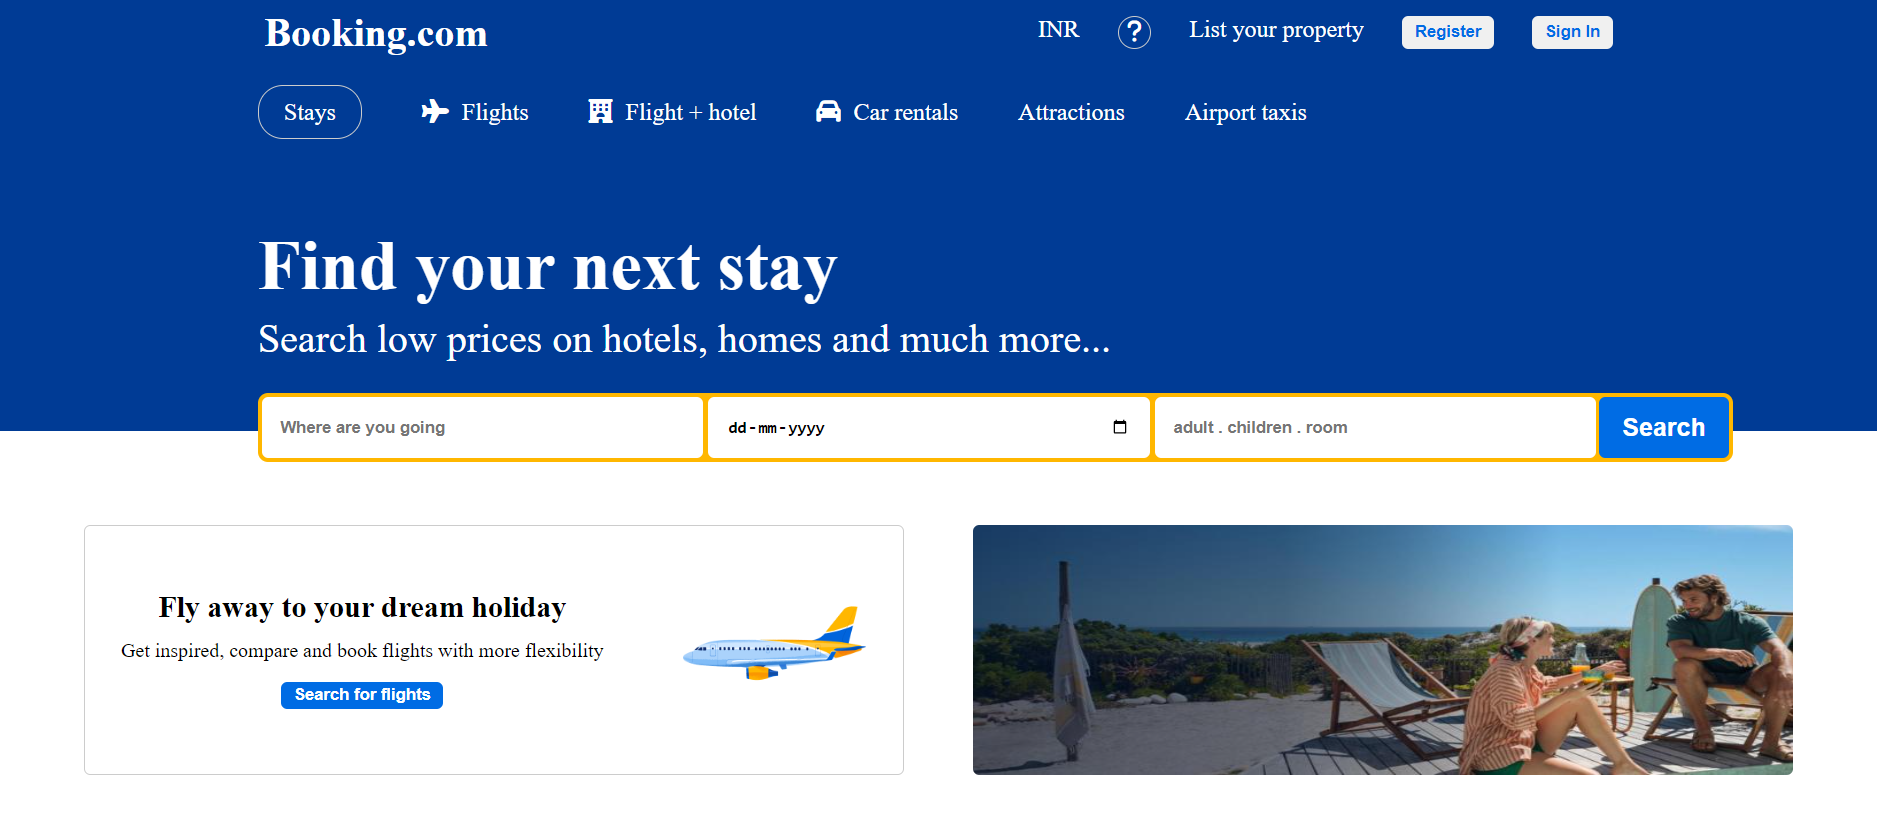 Booking.com
INR
?
List your property
Register
Sign In
Stays
Flights
Flight + hotel
Car rentals
Attractions
Airport taxis
Find your next stay
Search low prices on hotels, homes and much more...
Where are you going
dd-mm-yyyy
adult . children . room
Search
Fly away to your dream holiday
Get inspired, compare and book flights with more flexibility
Search for flights